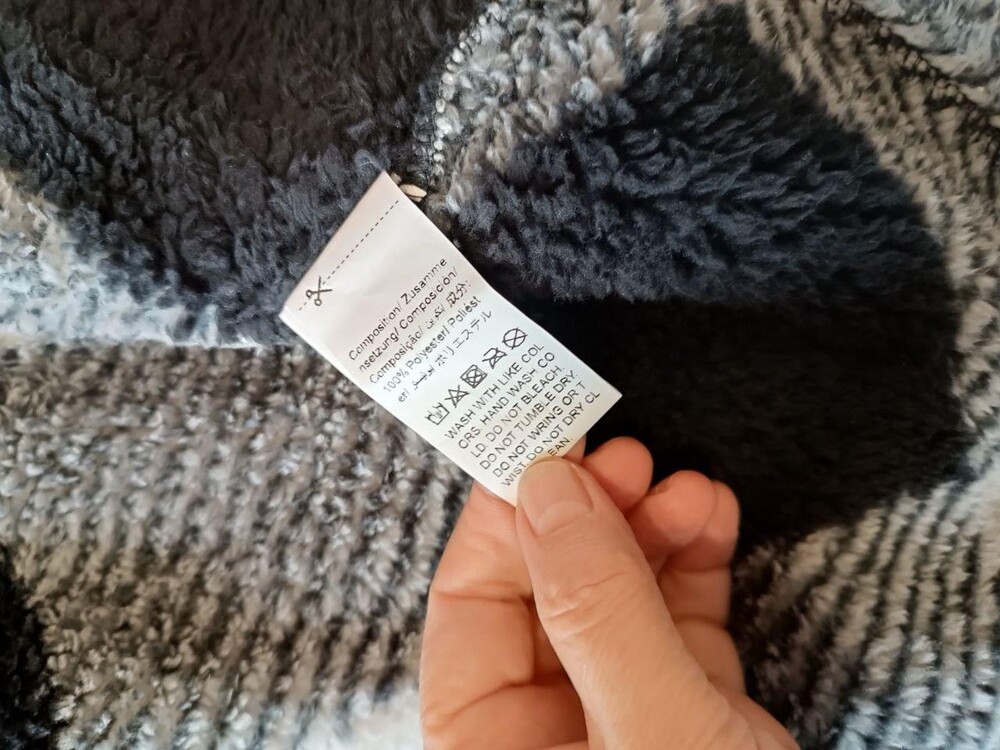 Composition/ Zusamme
nsetzung/ Composición/
Composição/ تكوين/ 成分:
100% Polyester/ Poliést
er/ بوليستر ポリエステル
WASH WITH LIKE COL
ORS. HAND WASH CO
LD. DO NOT BLEACH.
DO NOT TUMBLE DRY.
DO NOT WRING OR T
WIST. DO NOT DRY CL
EAN.